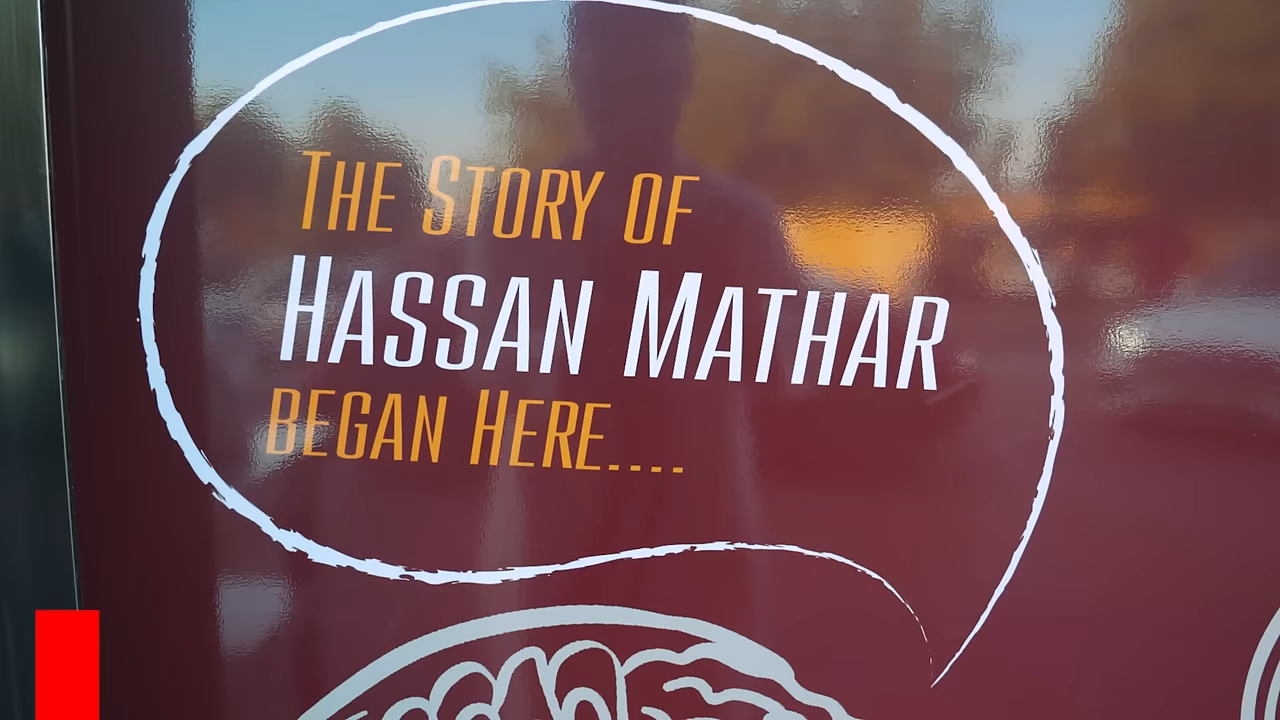 THE STORY OF
HASSAN MATHAR
BEGAN HERE....